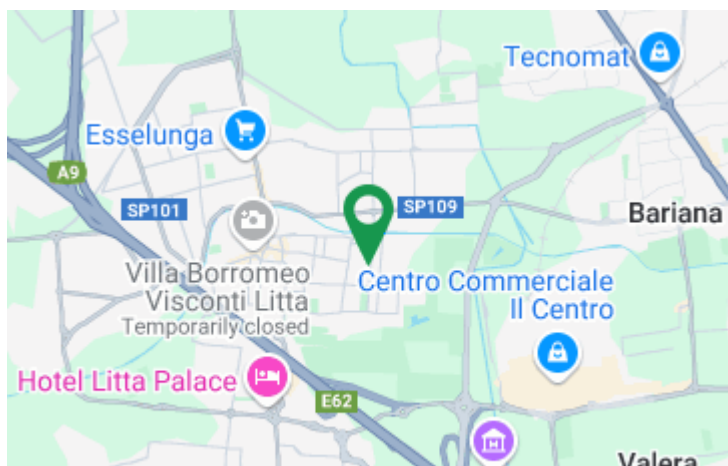 Tecnomat
Esselunga
A9
SP101
SP109
Bariana
Villa Borromeo
Visconti Litta
Temporarily closed
Centro Commerciale
Il Centro
Hotel Litta Palace
E62
Valera